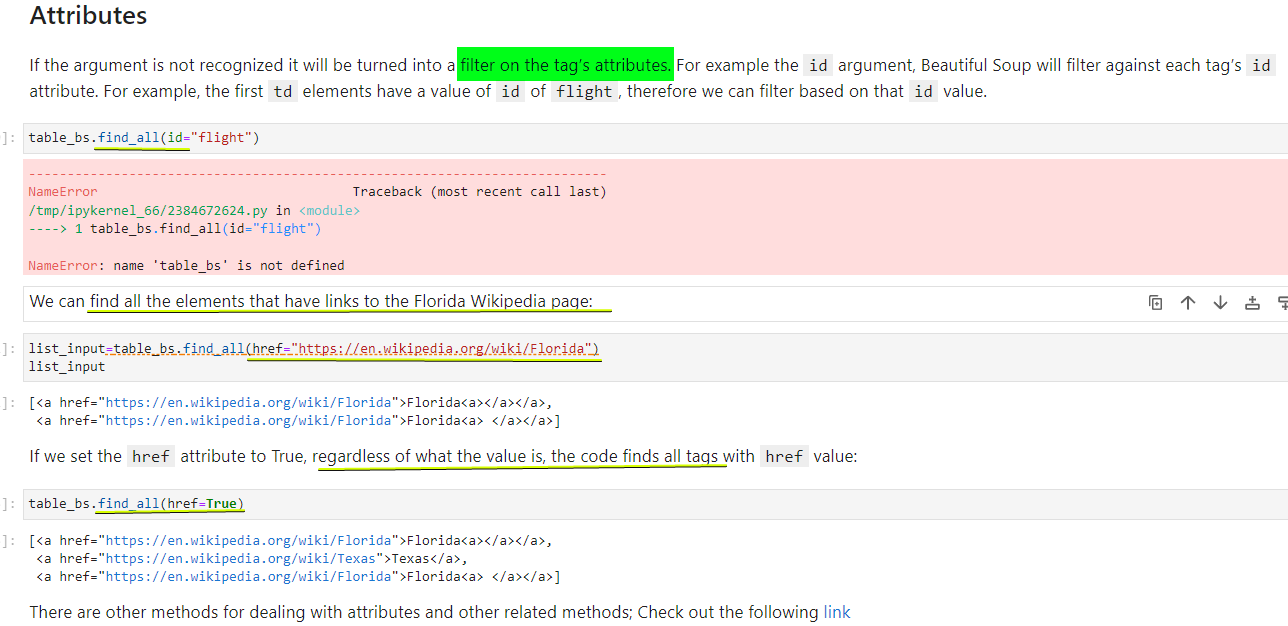 Attributes
If the argument is not recognized it will be turned into a filter on the tag’s attributes. For example the id argument, Beautiful Soup will filter against each tag’s id
attribute. For example, the first td elements have a value of id of flight, therefore we can filter based on that id value.
]: table_bs.find_all(id="flight")
---------------------------------------------------------------------------
NameError Traceback (most recent call last)
/tmp/ipykernel_66/2384672624.py in <module>
----> 1 table_bs.find_all(id="flight")
NameError: name 'table_bs' is not defined
We can find all the elements that have links to the Florida Wikipedia page:
]: list_input=table_bs.find_all(href="https://en.wikipedia.org/wiki/Florida")
list_input
]: [<a href="https://en.wikipedia.org/wiki/Florida">Florida<a></a></a>,
<a href="https://en.wikipedia.org/wiki/Florida">Florida<a> </a></a>]
If we set the href attribute to True, regardless of what the value is, the code finds all tags with href value:
]: table_bs.find_all(href=True)
]: [<a href="https://en.wikipedia.org/wiki/Florida">Florida<a></a></a>,
<a href="https://en.wikipedia.org/wiki/Texas">Texas</a>,
<a href="https://en.wikipedia.org/wiki/Florida">Florida<a> </a></a>]
There are other methods for dealing with attributes and other related methods; Check out the following link